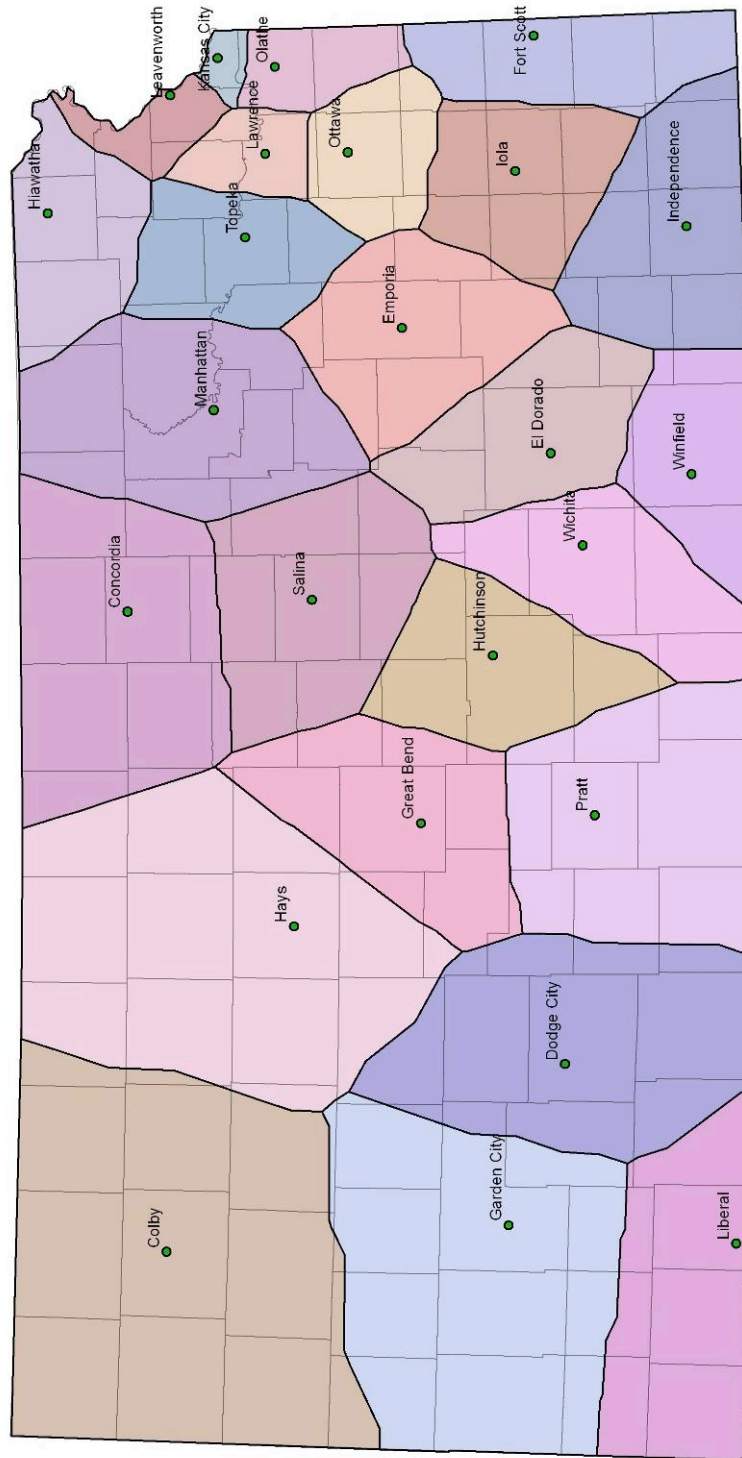 Hiawatha
Concordia
Colby
Leavenworth
Manhattan
Kansas City
Topeka
Lawrence
Olathe
Hays
Salina
Ottawa
Emporia
Great Bend
Hutchinson
Garden City
Iola
Fort Scott
El Dorado
Dodge City
Wichita
Pratt
Independence
Winfield
Liberal